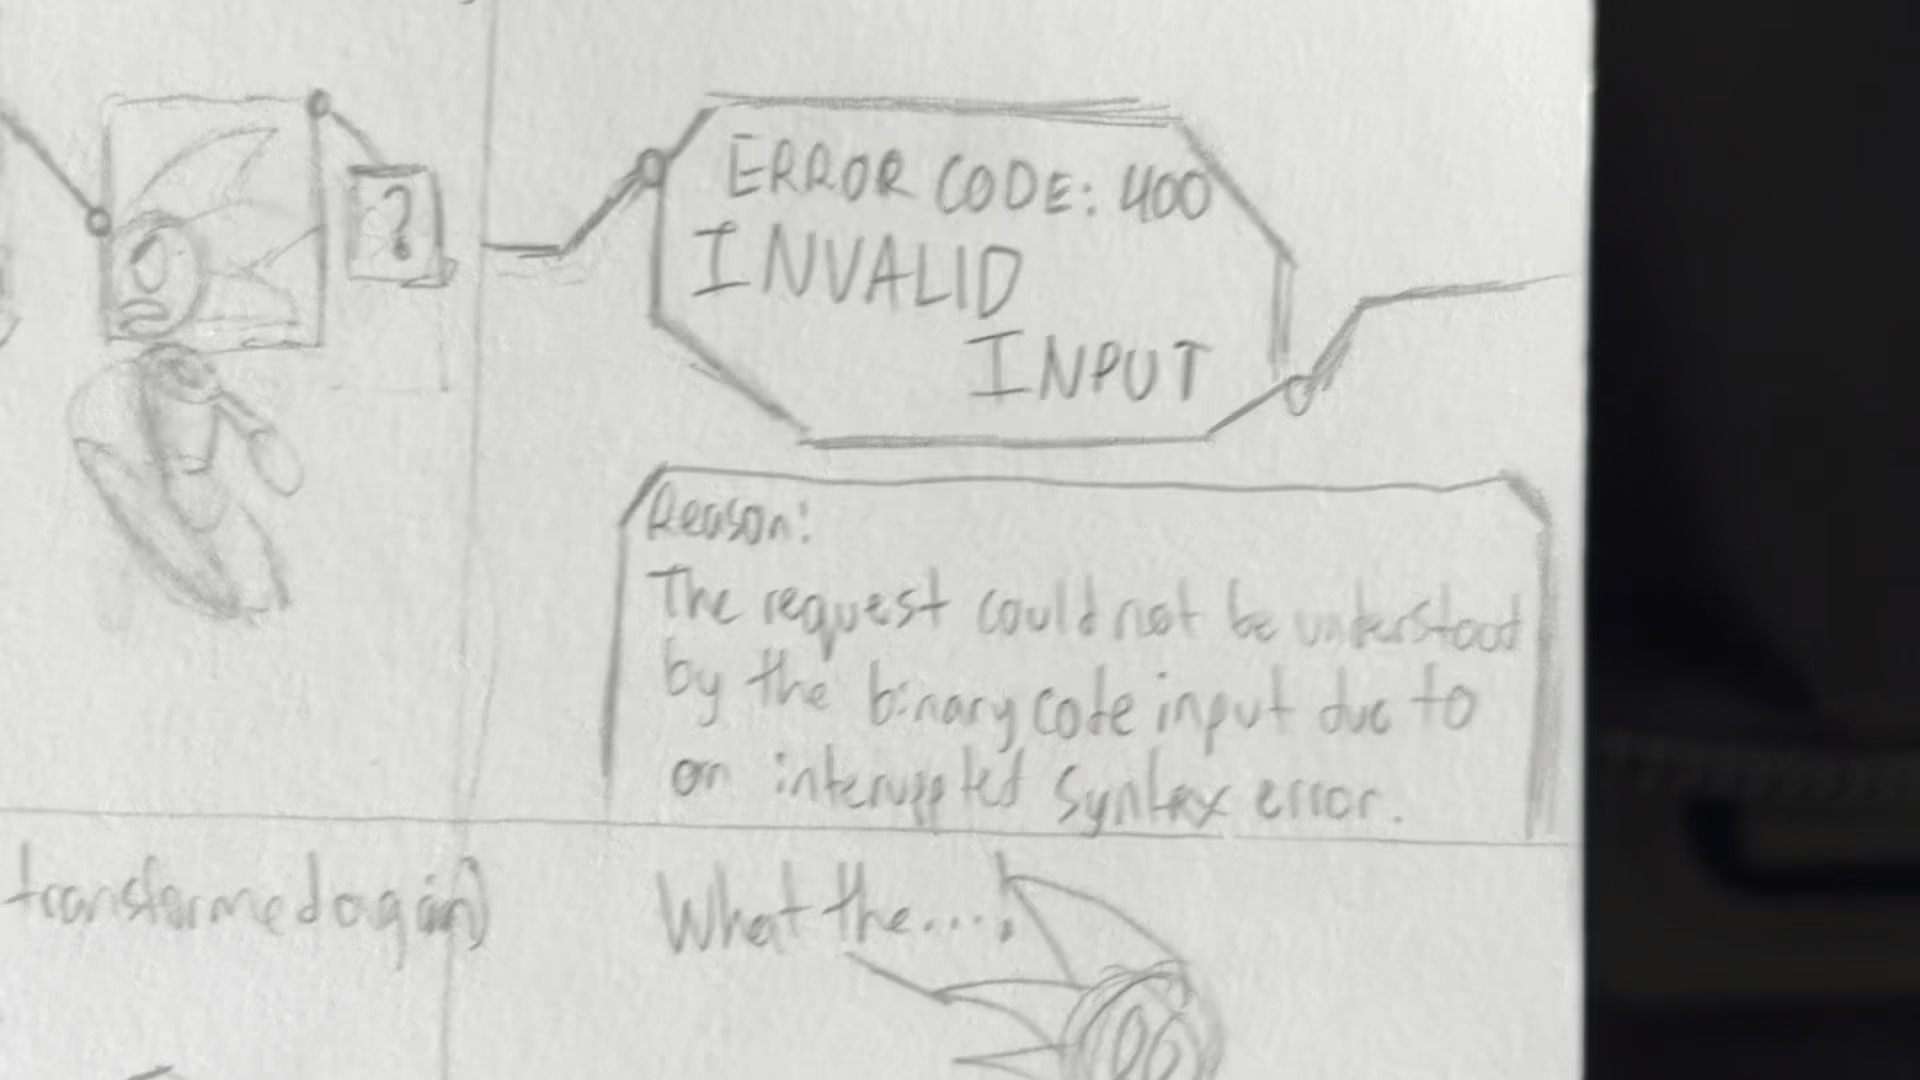 ?
ERROR CODE: 400
INVALID
INPUT
Reason:
The request could not be understood
by the binary code input due to
an interuppted syntax error.
transformed again)
What the....